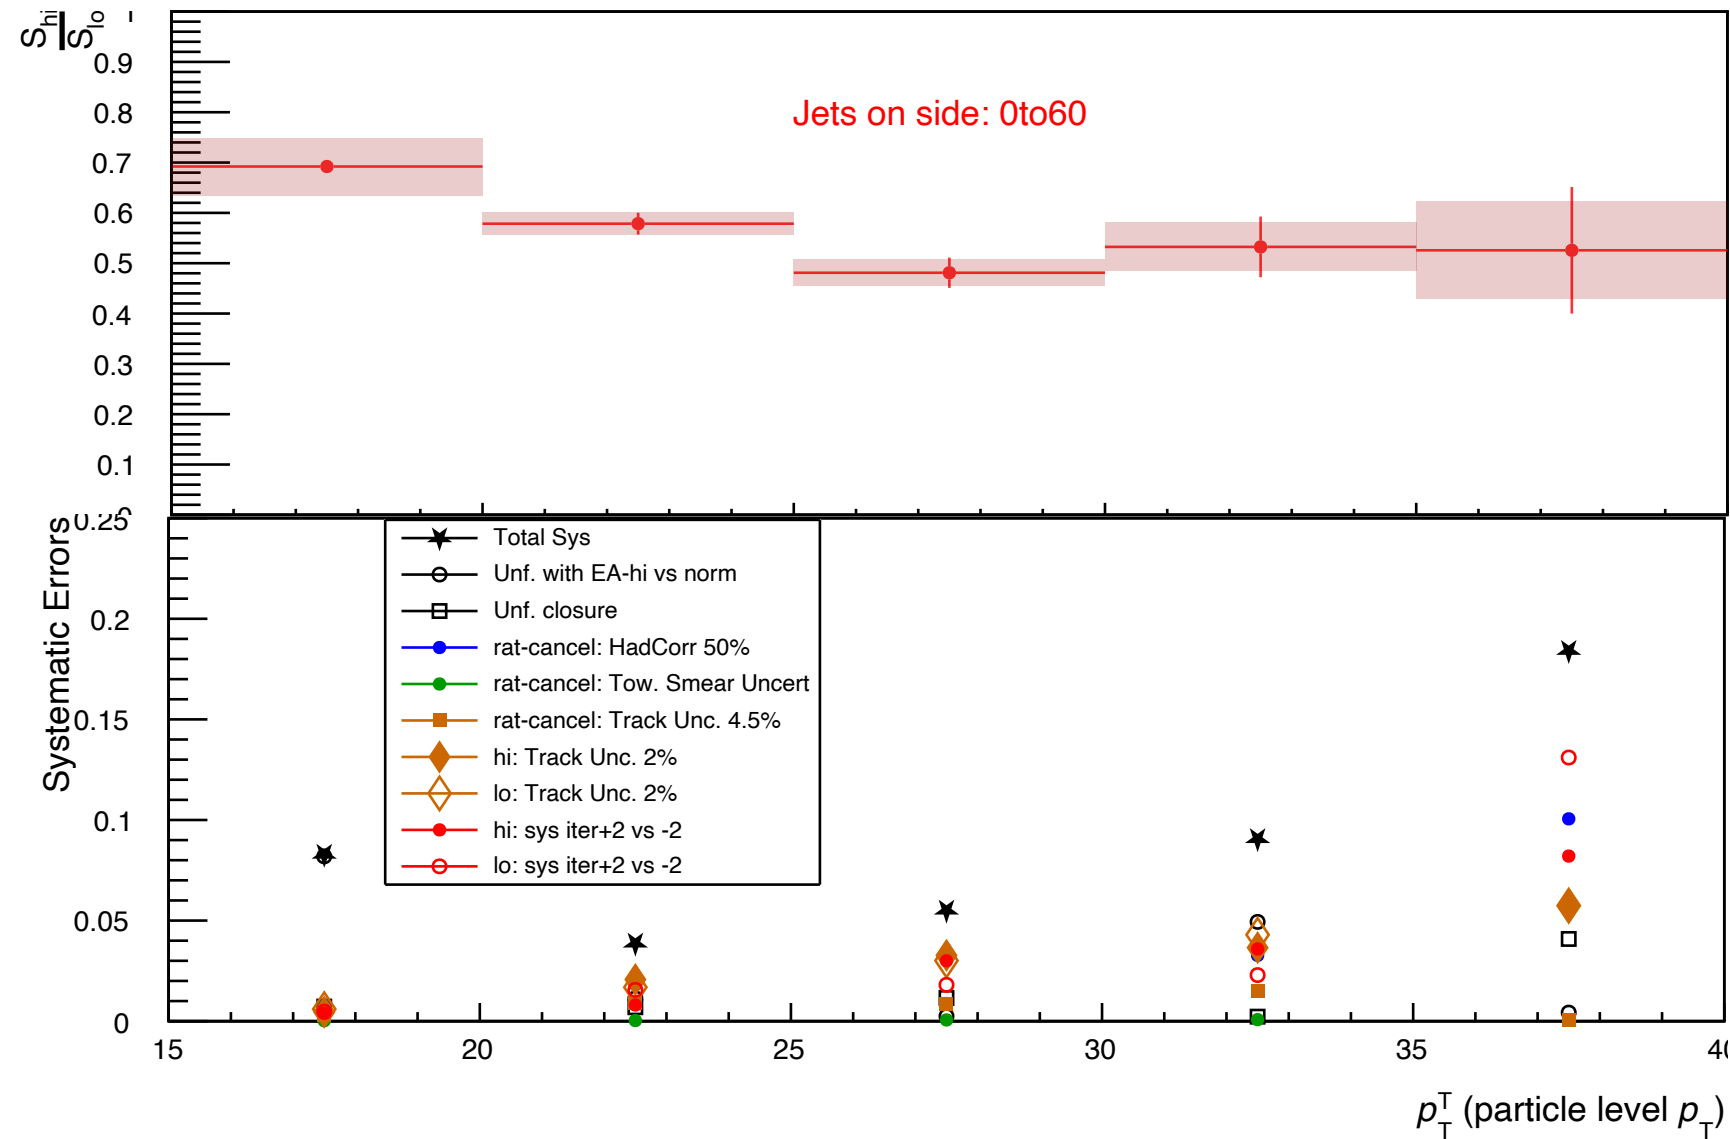 S_hi
S_lo
1
0.9
0.8
Jets on side: 0to60
0.7
0.6
0.5
0.4
0.3
0.2
0.1
0.25
Systematic Errors
Total Sys
Unf. with EA-hi vs norm
Unf. closure
0.2
rat-cancel: HadCorr 50%
rat-cancel: Tow. Smear Uncert
0.15
rat-cancel: Track Unc. 4.5%
hi: Track Unc. 2%
lo: Track Unc. 2%
0.1
hi: sys iter+2 vs -2
lo: sys iter+2 vs -2
0.05
0
15 20 25 30 35 40
p_T^T (particle level p_T)